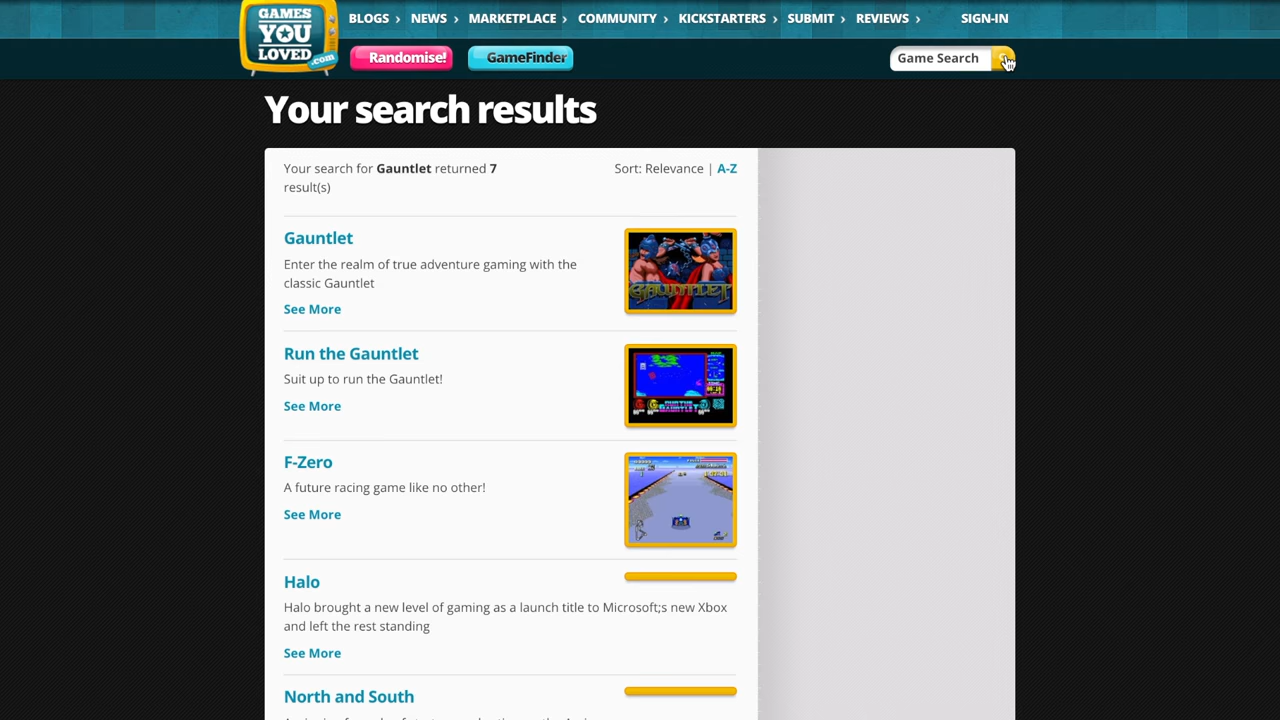 GAMES
YOU
LOVED
.com
BLOGS › NEWS › MARKETPLACE › COMMUNITY › KICKSTARTERS › SUBMIT › REVIEWS › SIGN-IN
Randomise! GameFinder Game Search
Your search results
Your search for Gauntlet returned 7
result(s)
Sort: Relevance | A-Z
Gauntlet
Enter the realm of true adventure gaming with the
classic Gauntlet
See More
GAUNTLET
Run the Gauntlet
Suit up to run the Gauntlet!
See More
GAUNTLET
F-Zero
A future racing game like no other!
See More
Halo
Halo brought a new level of gaming as a launch title to Microsoft;s new Xbox
and left the rest standing
See More
North and South